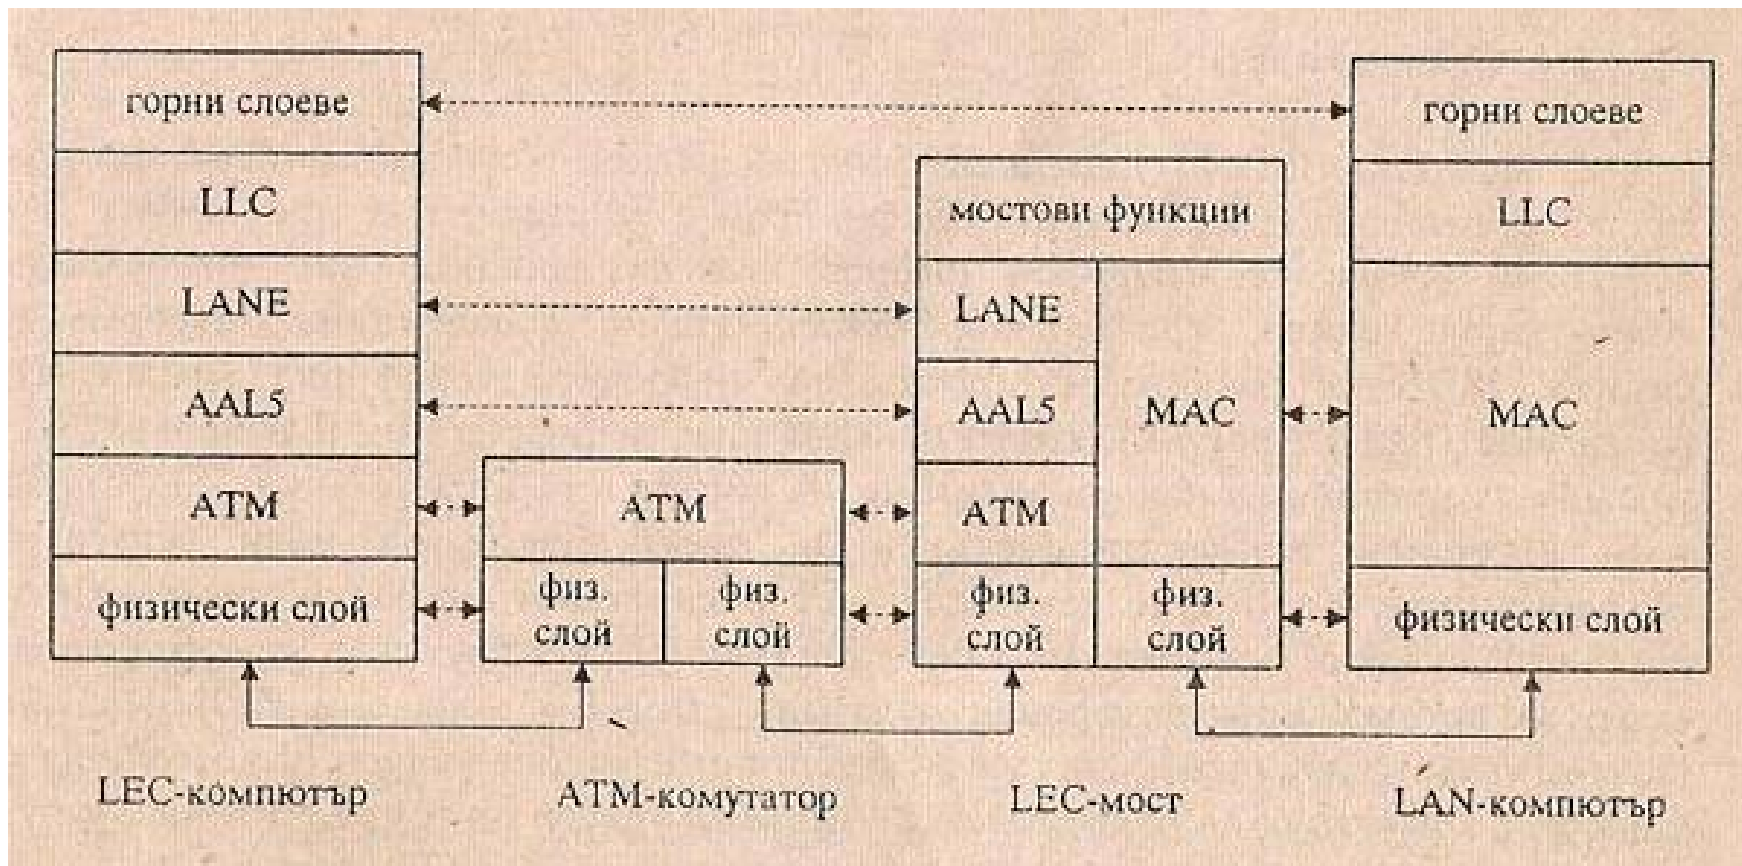 горни слоеве
LLC
LANE
AAL5
ATM
физически слой
LEC-компютър
ATM
физ.
слой
физ.
слой
ATM-комутатор
мостови функции
LANE
AAL5
ATM
MAC
физ.
слой
физ.
слой
LEC-мост
горни слоеве
LLC
MAC
физически слой
LAN-компютър